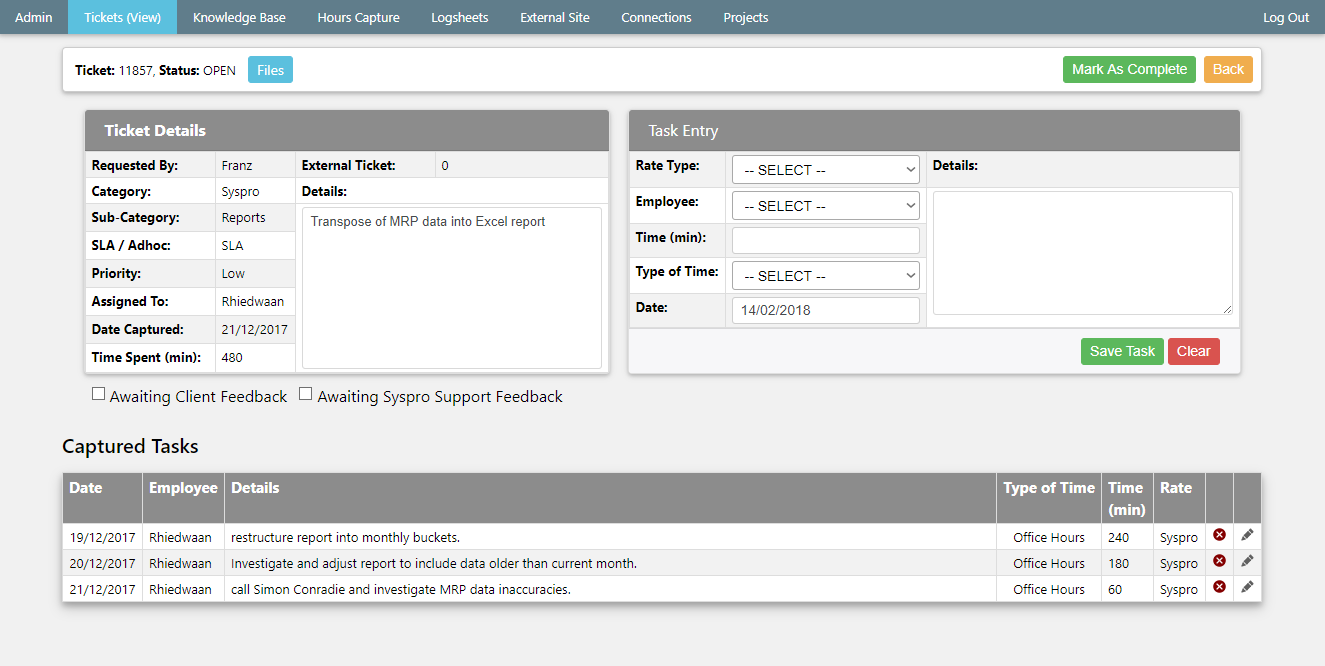 Admin Tickets (View) Knowledge Base Hours Capture Logsheets External Site Connections Projects Log Out
Ticket: 11857, Status: OPEN Files Mark As Complete Back
Ticket Details
Requested By: Franz External Ticket: 0
Category: Syspro Details:
Sub-Category: Reports Transpose of MRP data into Excel report
SLA / Adhoc: SLA
Priority: Low
Assigned To: Rhiedwaan
Date Captured: 21/12/2017
Time Spent (min): 480
Awaiting Client Feedback Awaiting Syspro Support Feedback
Task Entry
Rate Type: -- SELECT -- Details:
Employee: -- SELECT --
Time (min):
Type of Time: -- SELECT --
Date: 14/02/2018
Save Task Clear
Captured Tasks
Date Employee Details Type of Time Time (min) Rate
19/12/2017 Rhiedwaan restructure report into monthly buckets. Office Hours 240 Syspro
20/12/2017 Rhiedwaan Investigate and adjust report to include data older than current month. Office Hours 180 Syspro
21/12/2017 Rhiedwaan call Simon Conradie and investigate MRP data inaccuracies. Office Hours 60 Syspro